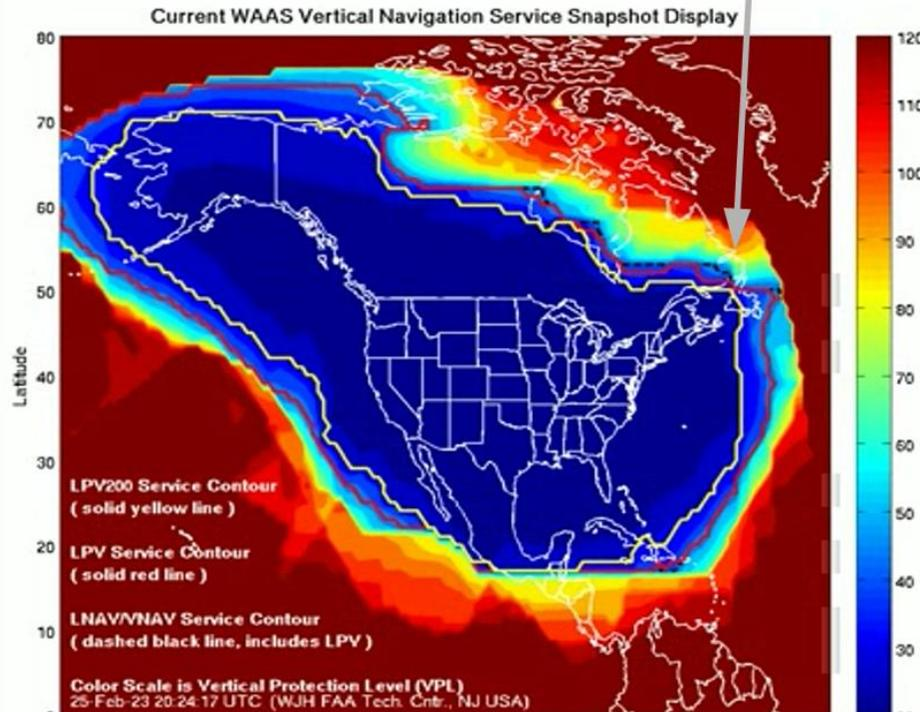 Current WAAS Vertical Navigation Service Snapshot Display
80
70
60
50
40
30
20
10
Latitude
120
110
100
90
80
70
60
50
40
30
LPV200 Service Contour
( solid yellow line )
LPV Service Contour
( solid red line )
LNAV/VNAV Service Contour
( dashed black line, includes LPV )
Color Scale is Vertical Protection Level (VPL)
25-Feb-23 20:24:17 UTC (WJH FAA Tech. Cntr., NJ USA)